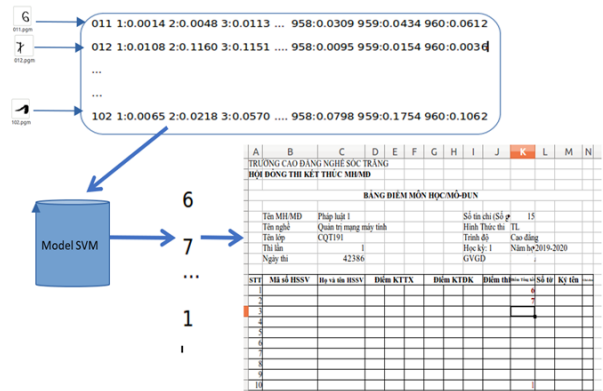 011.pgm
011 1:0.0014 2:0.0048 3:0.0113 ... 958:0.0309 959:0.0434 960:0.0612
012.pgm
012 1:0.0108 2:0.1160 3:0.1151 .... 958:0.0095 959:0.0154 960:0.0036
...
...
102.pgm
102 1:0.0065 2:0.0218 3:0.0570 .... 958:0.0798 959:0.1754 960:0.1062
Model SVM
6
7
...
1
A B C D E F G H I J K L M N
TRƯỜNG CAO ĐẲNG NGHỀ SÓC TRĂNG
HỘI ĐỒNG THI KẾT THÚC MH/MĐ
BẢNG ĐIỂM MÔN HỌC/MÔ-ĐUN
Tên MH/MĐ Pháp luật 1 Số tín chỉ (Số g 15
Tên nghề Quản trị mạng máy tính Hình Thức thi TL
Tên lớp CQT191 Trình độ Cao đẳng
Thi lần 1 Học kỳ: 1 Năm họ 2019-2020
Ngày thi 42386 GVGD
STT Mã số HSSV Họ và tên HSSV Điểm KTTX Điểm KTĐK Điểm thi Số tờ Ký tên
1 6
2 7
3
4
5
6
7
8
9
10 1